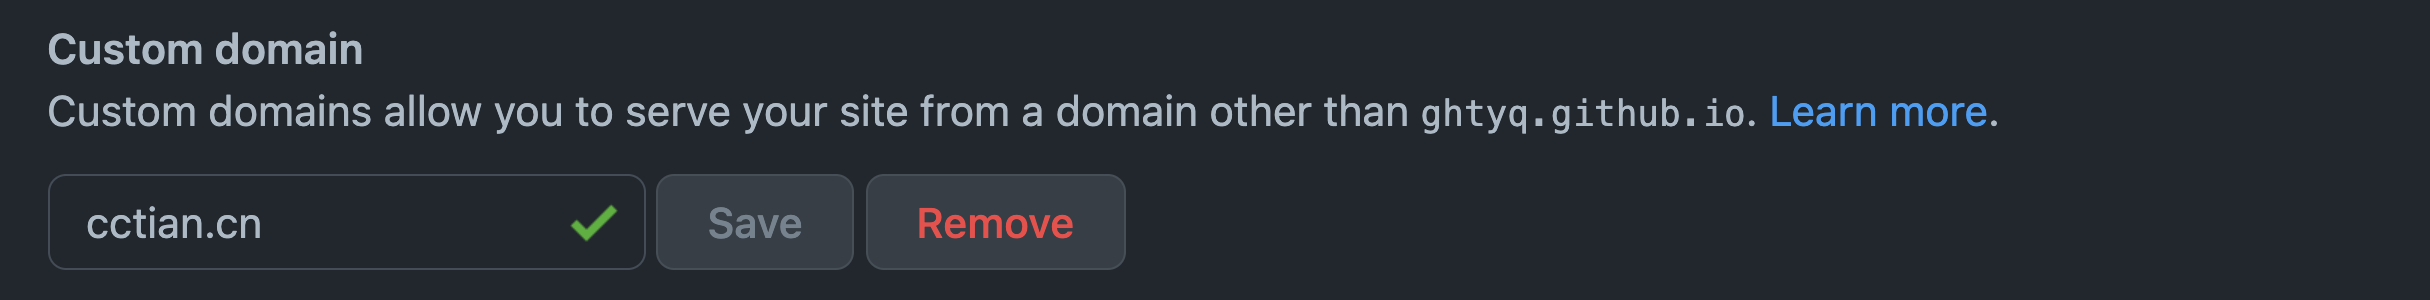 Custom domain
Custom domains allow you to serve your site from a domain other than ghtyq.github.io. Learn more.
cctian.cn Save Remove